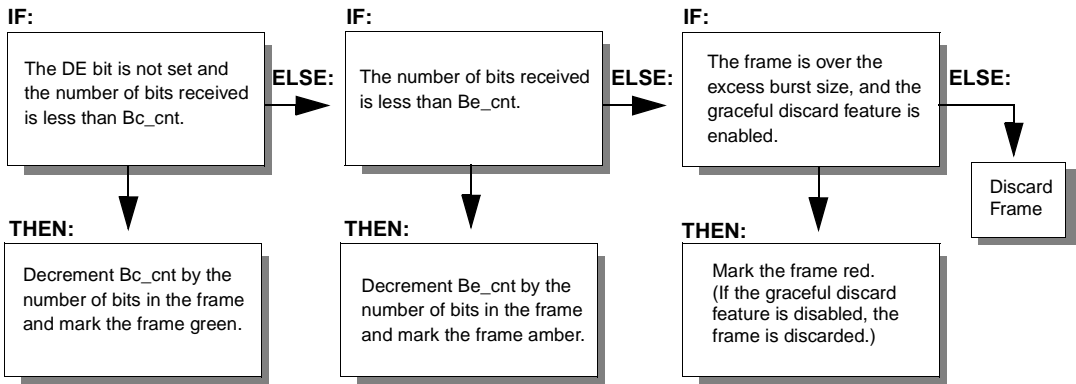 IF:
The DE bit is not set and
the number of bits received
is less than Bc_cnt.
ELSE:
IF:
The number of bits received
is less than Be_cnt.
ELSE:
IF:
The frame is over the
excess burst size, and the
graceful discard feature is
enabled.
ELSE:
Discard
Frame
THEN:
Decrement Bc_cnt by the
number of bits in the frame
and mark the frame green.
THEN:
Decrement Be_cnt by the
number of bits in the frame
and mark the frame amber.
THEN:
Mark the frame red.
(If the graceful discard
feature is disabled, the
frame is discarded.)